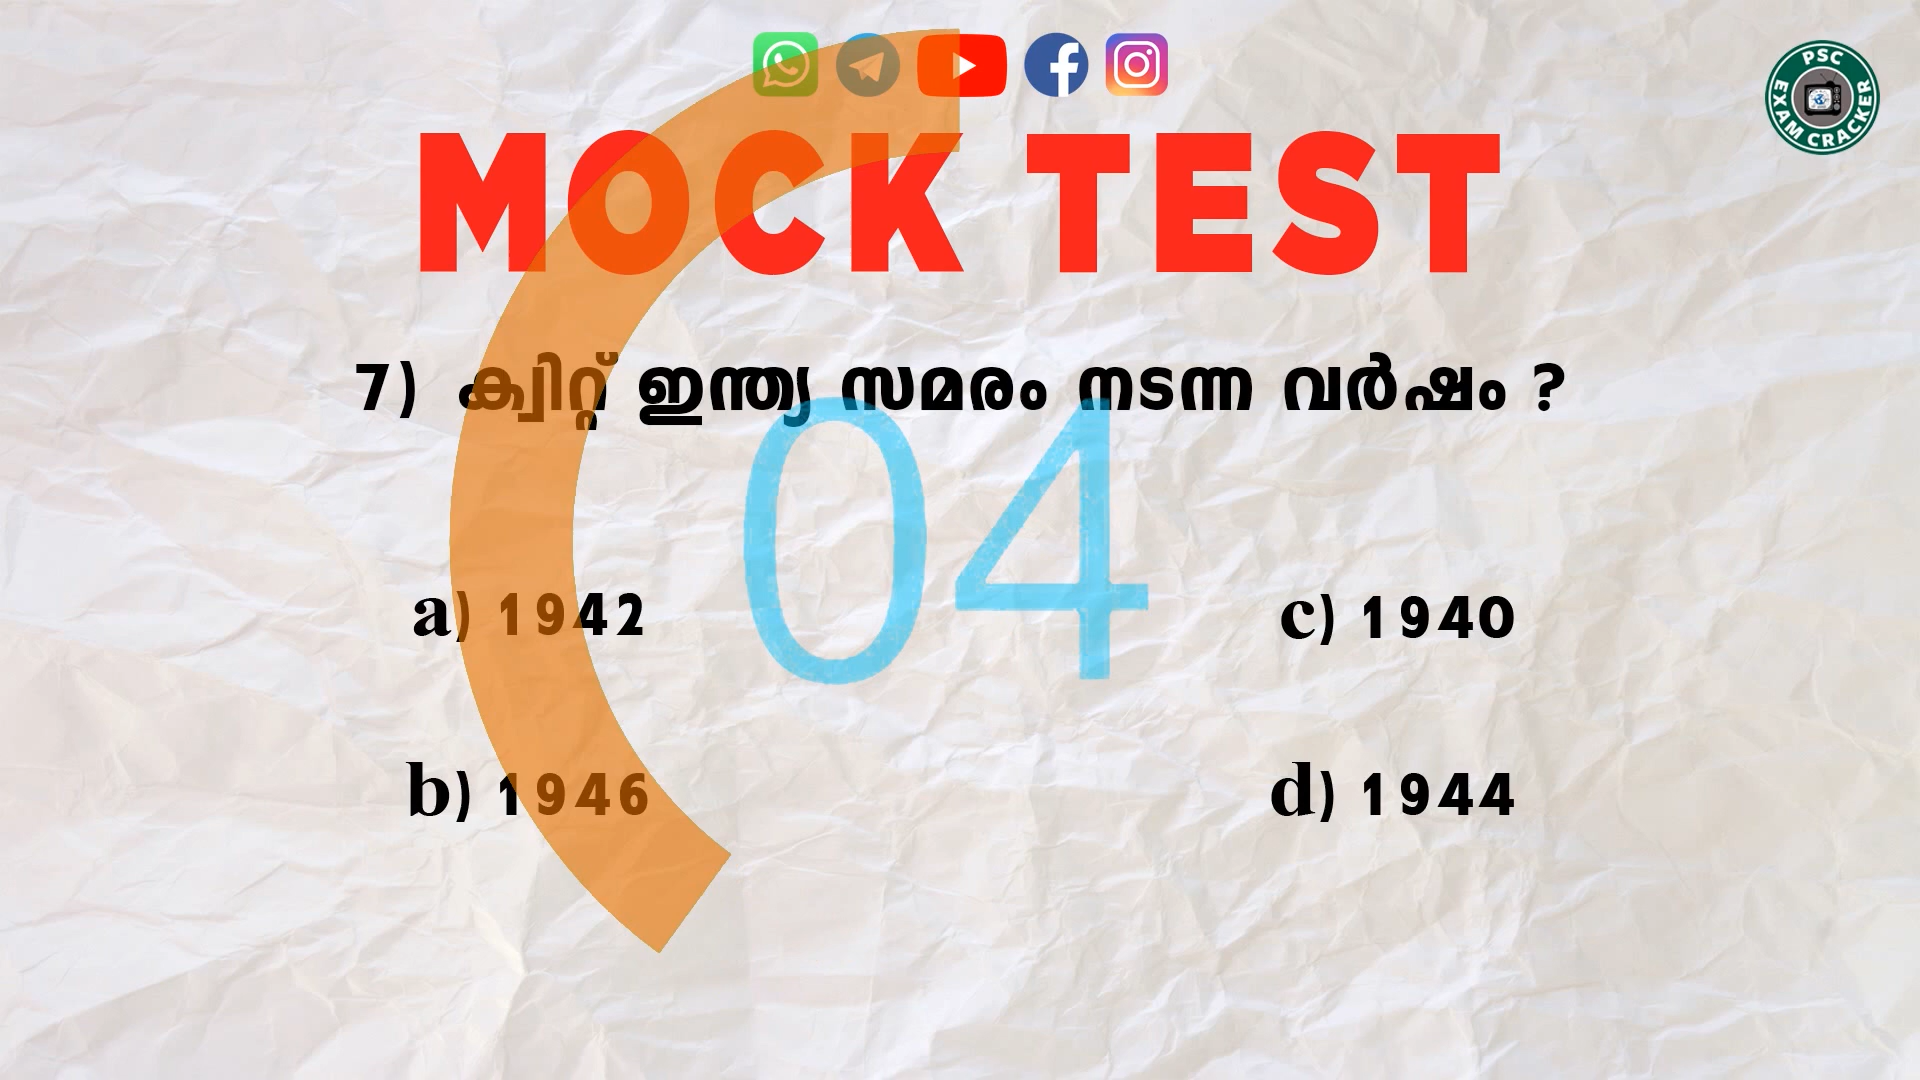 PSC EXAM CRACKER
MOCK TEST
7) ക്വിറ്റ് ഇന്ത്യ സമരം നടന്ന വർഷം ?
04
a) 1942
c) 1940
b) 1946
d) 1944